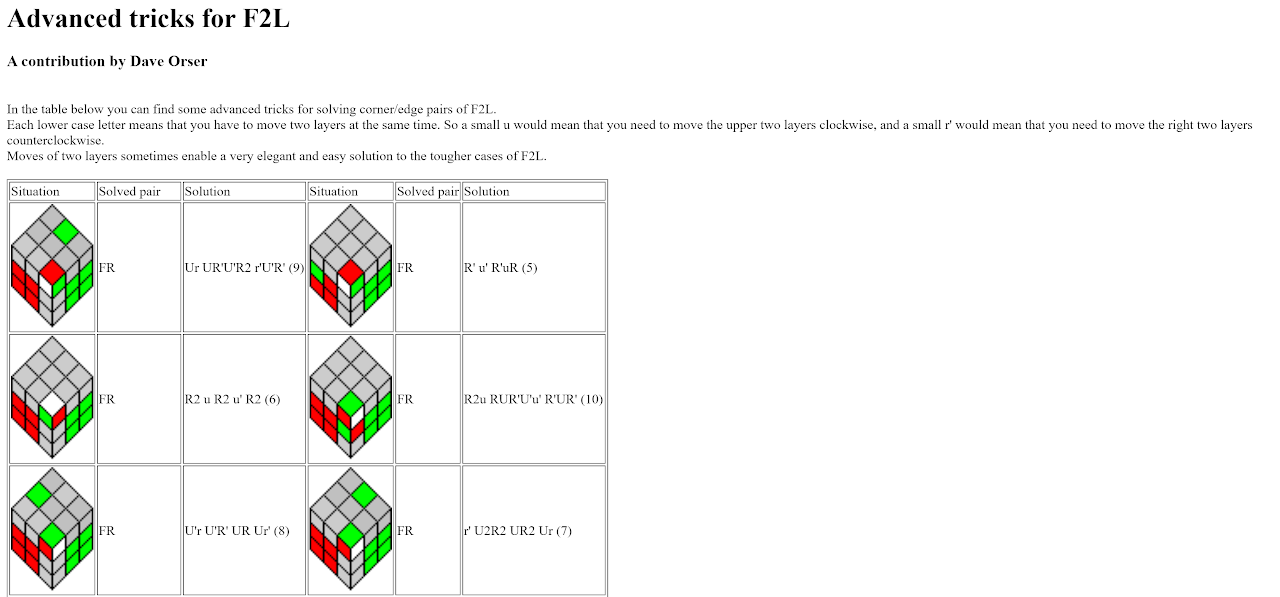 Advanced tricks for F2L
A contribution by Dave Orser
In the table below you can find some advanced tricks for solving corner/edge pairs of F2L.
Each lower case letter means that you have to move two layers at the same time. So a small u would mean that you need to move the upper two layers clockwise, and a small r' would mean that you need to move the right two layers
counterclockwise.
Moves of two layers sometimes enable a very elegant and easy solution to the tougher cases of F2L.
Situation Solved pair Solution Situation Solved pair Solution
FR Ur UR'U'R2 r'U'R' (9) FR R' u' R'uR (5)
FR R2 u R2 u' R2 (6) FR R2u RUR'U'u' R'UR' (10)
FR U'r U'R' UR Ur' (8) FR r' U2R2 UR2 Ur (7)